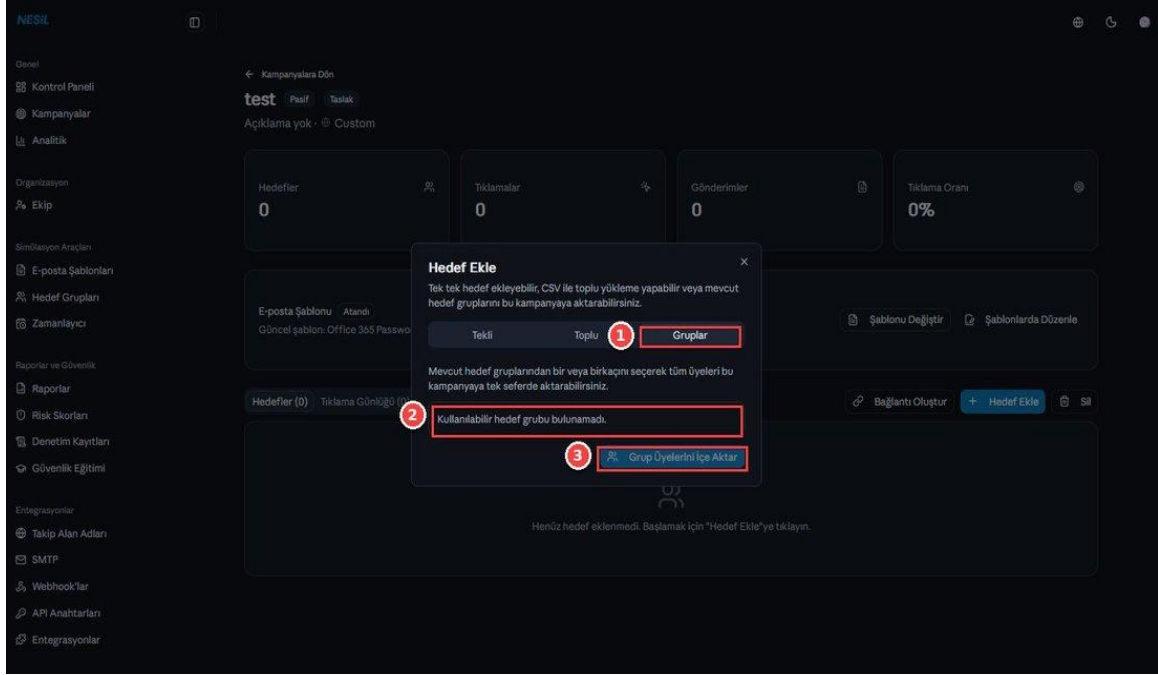 NESIL
Genel
Kontrol Paneli
Kampanyalar
Analitik
Organizasyon
Ekip
Simülasyon Araçları
E-posta Şablonları
Hedef Grupları
Zamanlayıcı
Raporlar ve Güvenlik
Raporlar
Risk Skorları
Denetim Kayıtları
Güvenlik Eğitimi
Entegrasyonlar
Takip Alan Adları
SMTP
Webhook'lar
API Anahtarları
Entegrasyonlar
← Kampanyalara Dön
test Pasif Taslak
Açıklama yok · Custom
Hedefler
0
Tıklamalar
0
Gönderimler
0
Tıklama Oranı
0%
E-posta Şablonu Atandı
Güncel şablon: Office 365 Passwo
Şablonu Değiştir
Şablonlarda Düzenle
Hedefler (0) Tıklama Günlüğü (0)
Bağlantı Oluştur
+ Hedef Ekle
Sil
Hedef Ekle
Tek tek hedef ekleyebilir, CSV ile toplu yükleme yapabilir veya mevcut
hedef gruplarını bu kampanyaya aktarabilirsiniz.
Tekli Toplu 1 Gruplar
Mevcut hedef gruplarından bir veya birkaçını seçerek tüm üyeleri bu
kampanyaya tek seferde aktarabilirsiniz.
2 Kullanılabilir hedef grubu bulunamadı.
3 Grup Üyelerini İçe Aktar
Henüz hedef eklenmedi. Başlamak için "Hedef Ekle"ye tıklayın.